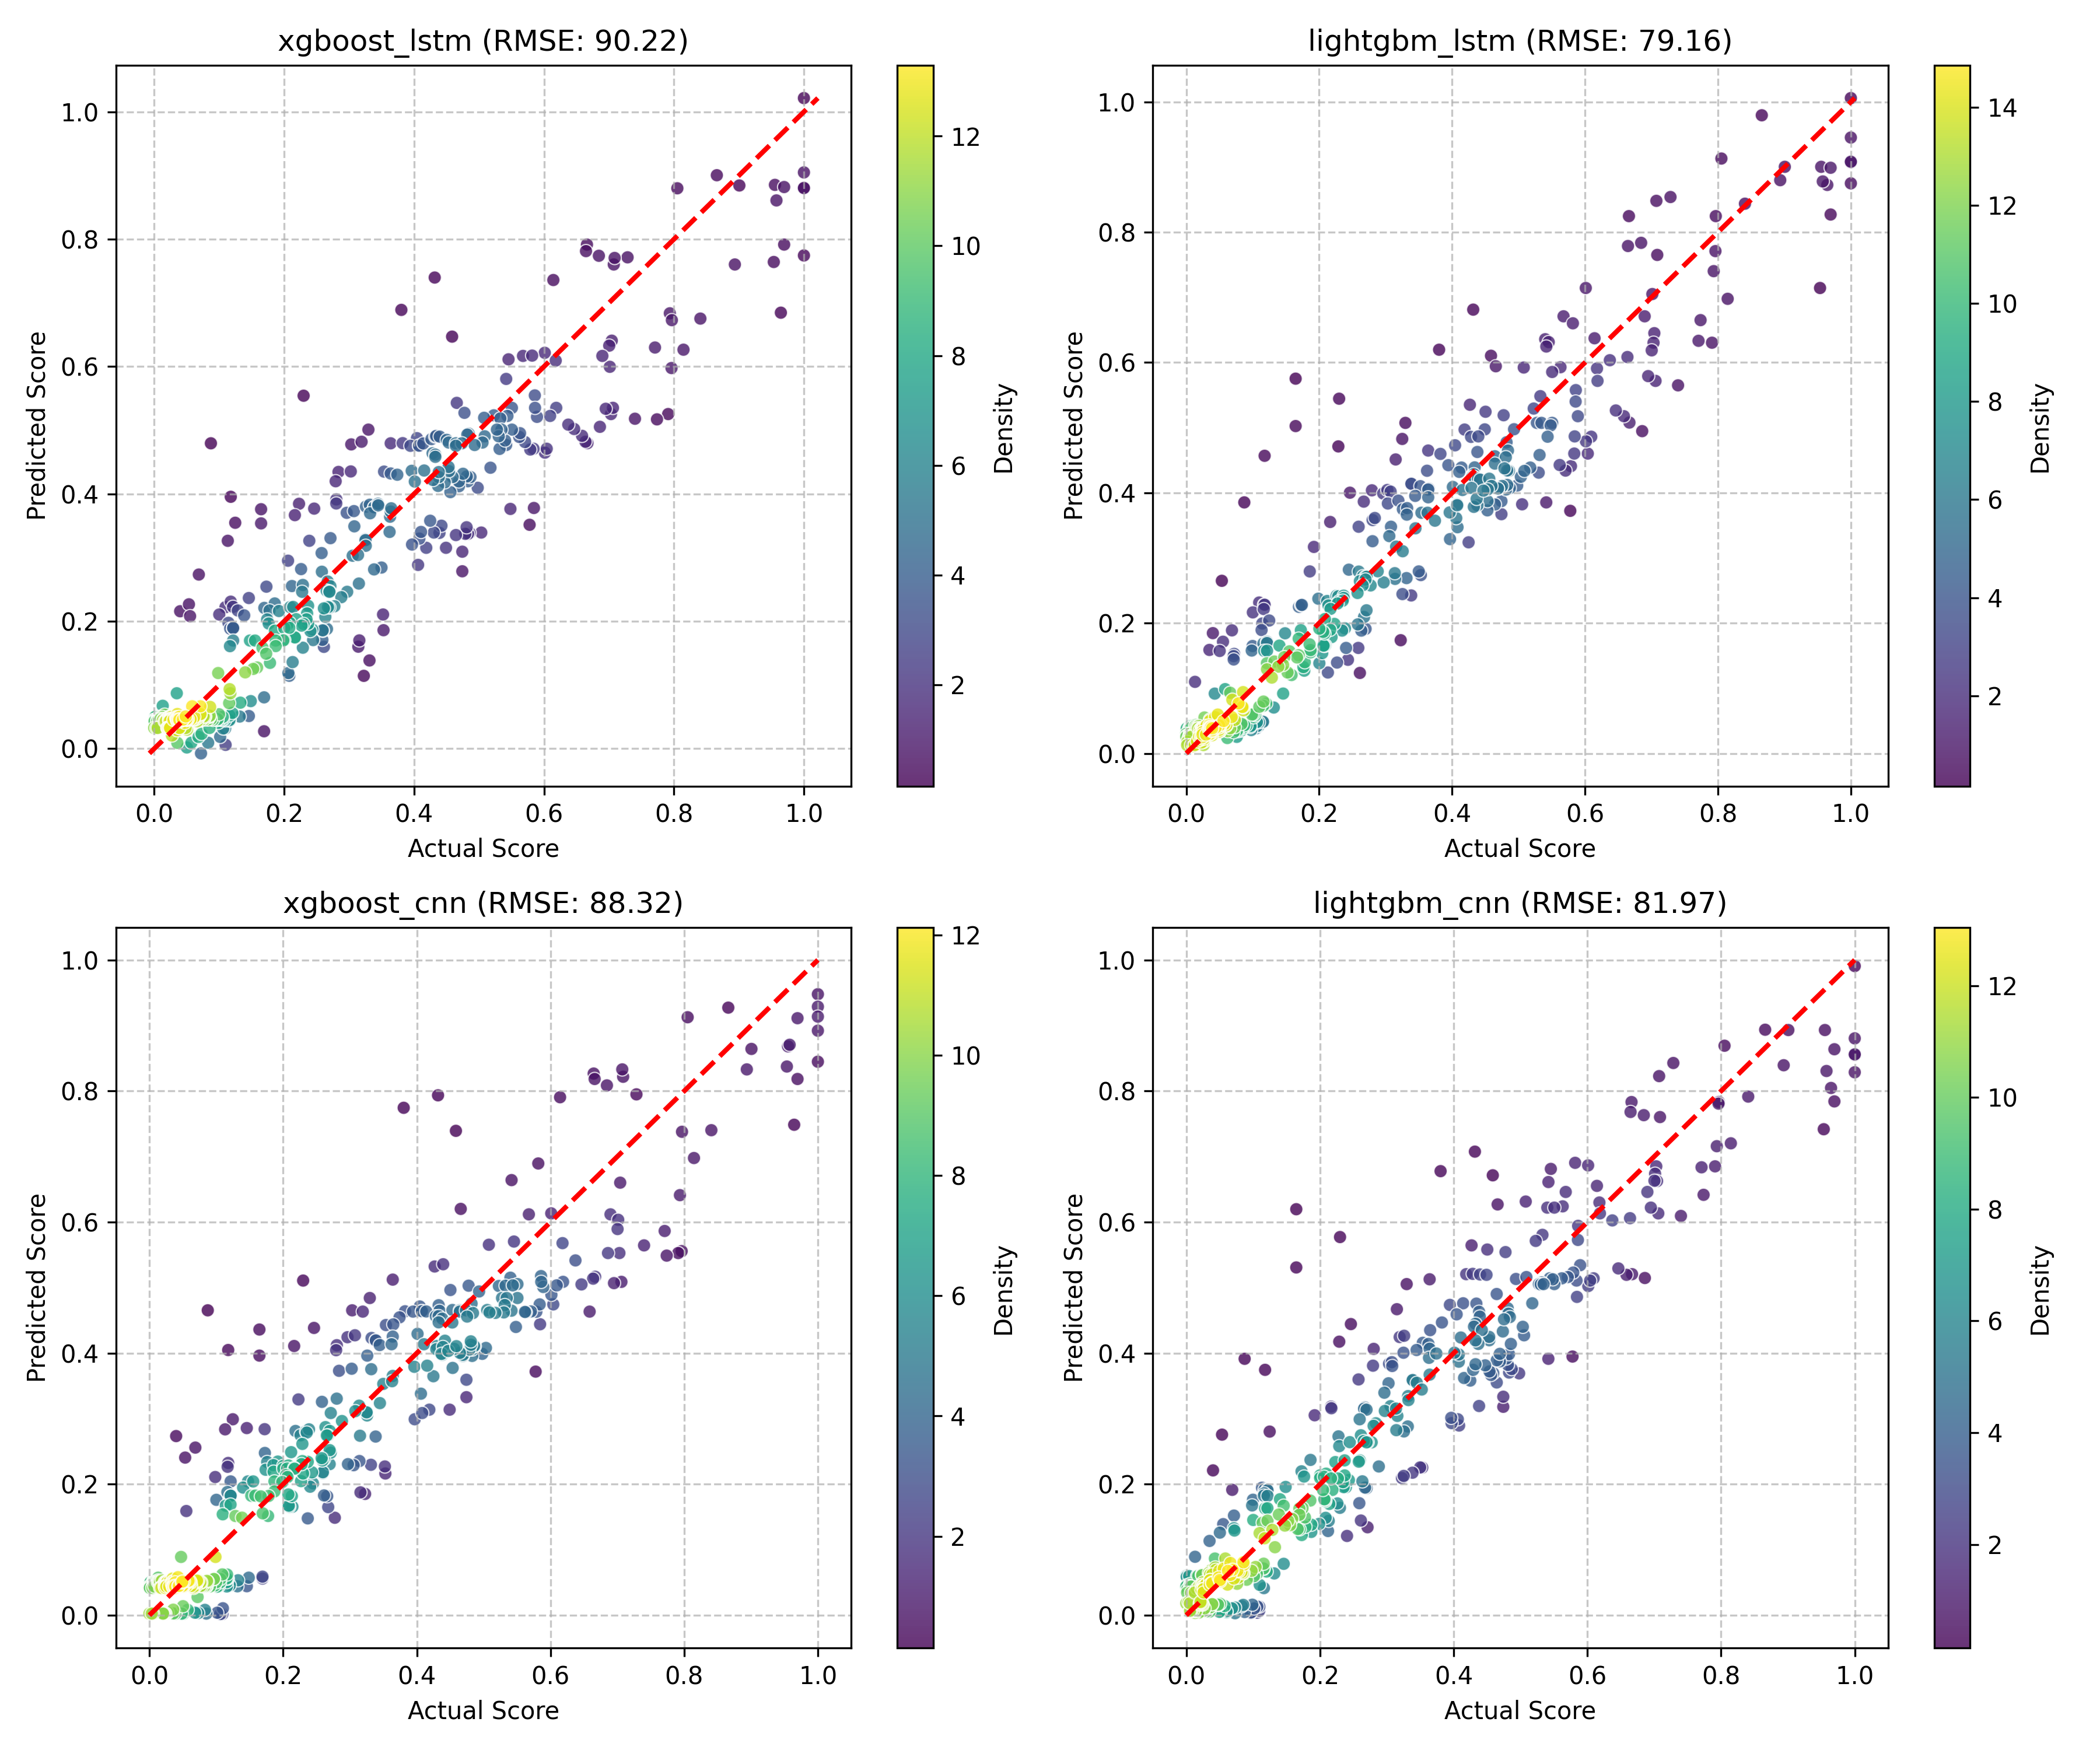 xgboost_lstm (RMSE: 90.22)
1.0
0.8
0.6
0.4
0.2
0.0
Predicted Score
0.0 0.2 0.4 0.6 0.8 1.0
Actual Score
12
10
8
6
4
2
Density
lightgbm_lstm (RMSE: 79.16)
1.0
0.8
0.6
0.4
0.2
0.0
Predicted Score
0.0 0.2 0.4 0.6 0.8 1.0
Actual Score
14
12
10
8
6
4
2
Density
xgboost_cnn (RMSE: 88.32)
1.0
0.8
0.6
0.4
0.2
0.0
Predicted Score
0.0 0.2 0.4 0.6 0.8 1.0
Actual Score
12
10
8
6
4
2
Density
lightgbm_cnn (RMSE: 81.97)
1.0
0.8
0.6
0.4
0.2
0.0
Predicted Score
0.0 0.2 0.4 0.6 0.8 1.0
Actual Score
12
10
8
6
4
2
Density